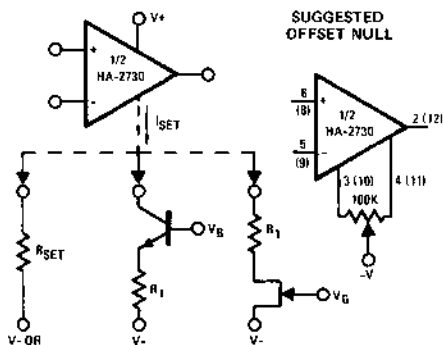 V+
SUGGESTED
OFFSET NULL
+
1/2
HA-2730
-
ISET
6
(8)
+
1/2
HA-2730
2 (12)
5
(9)
-
3 (10)
4 (11)
100K
-V
RSET
VB
R1
R1
VG
V- OR
V-
V-